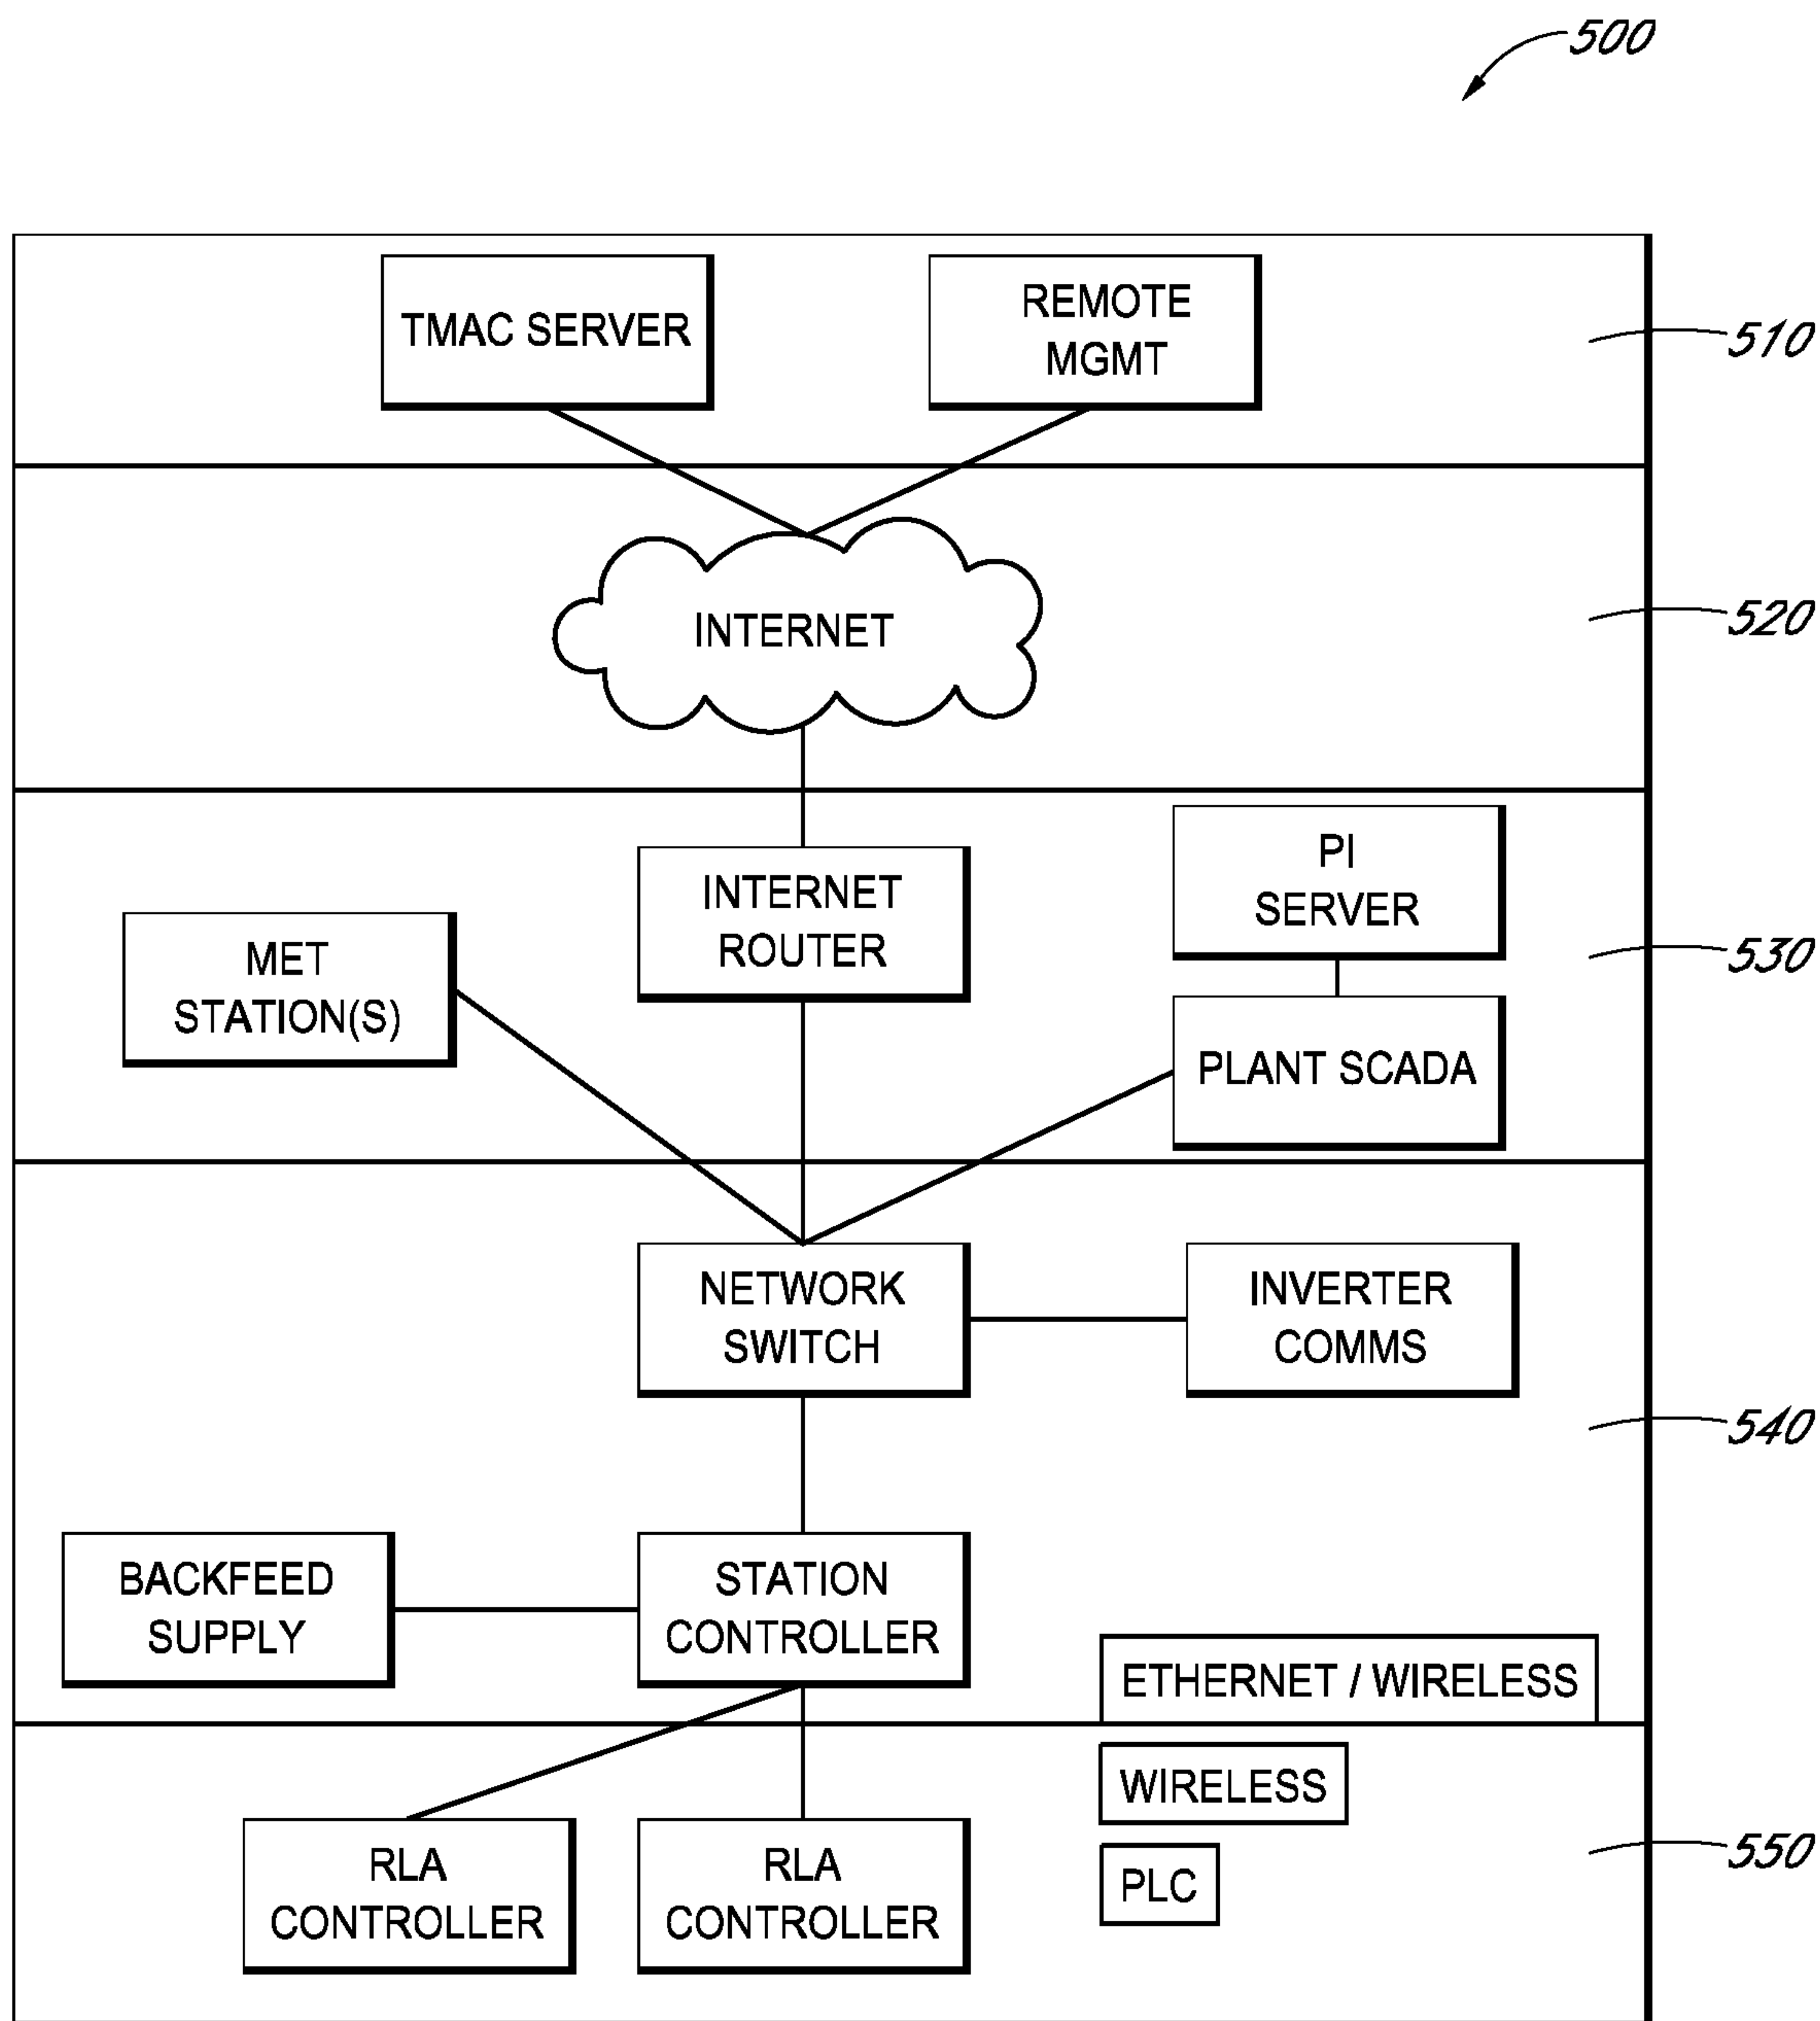 500
TMAC SERVER
REMOTE
MGMT
510
INTERNET
520
INTERNET
ROUTER
PI
SERVER
MET
STATION(S)
530
PLANT SCADA
NETWORK
SWITCH
INVERTER
COMMS
540
BACKFEED
SUPPLY
STATION
CONTROLLER
ETHERNET / WIRELESS
WIRELESS
RLA
CONTROLLER
RLA
CONTROLLER
PLC
550